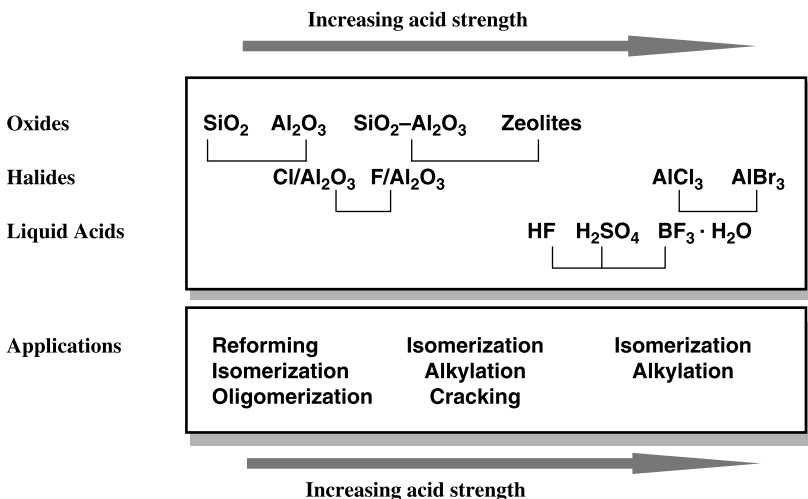 Increasing acid strength
Oxides SiO₂ Al₂O₃ SiO₂–Al₂O₃ Zeolites
Halides Cl/Al₂O₃ F/Al₂O₃ AlCl₃ AlBr₃
Liquid Acids HF H₂SO₄ BF₃ · H₂O
Applications Reforming Isomerization Isomerization
Isomerization Alkylation Alkylation
Oligomerization Cracking
Increasing acid strength